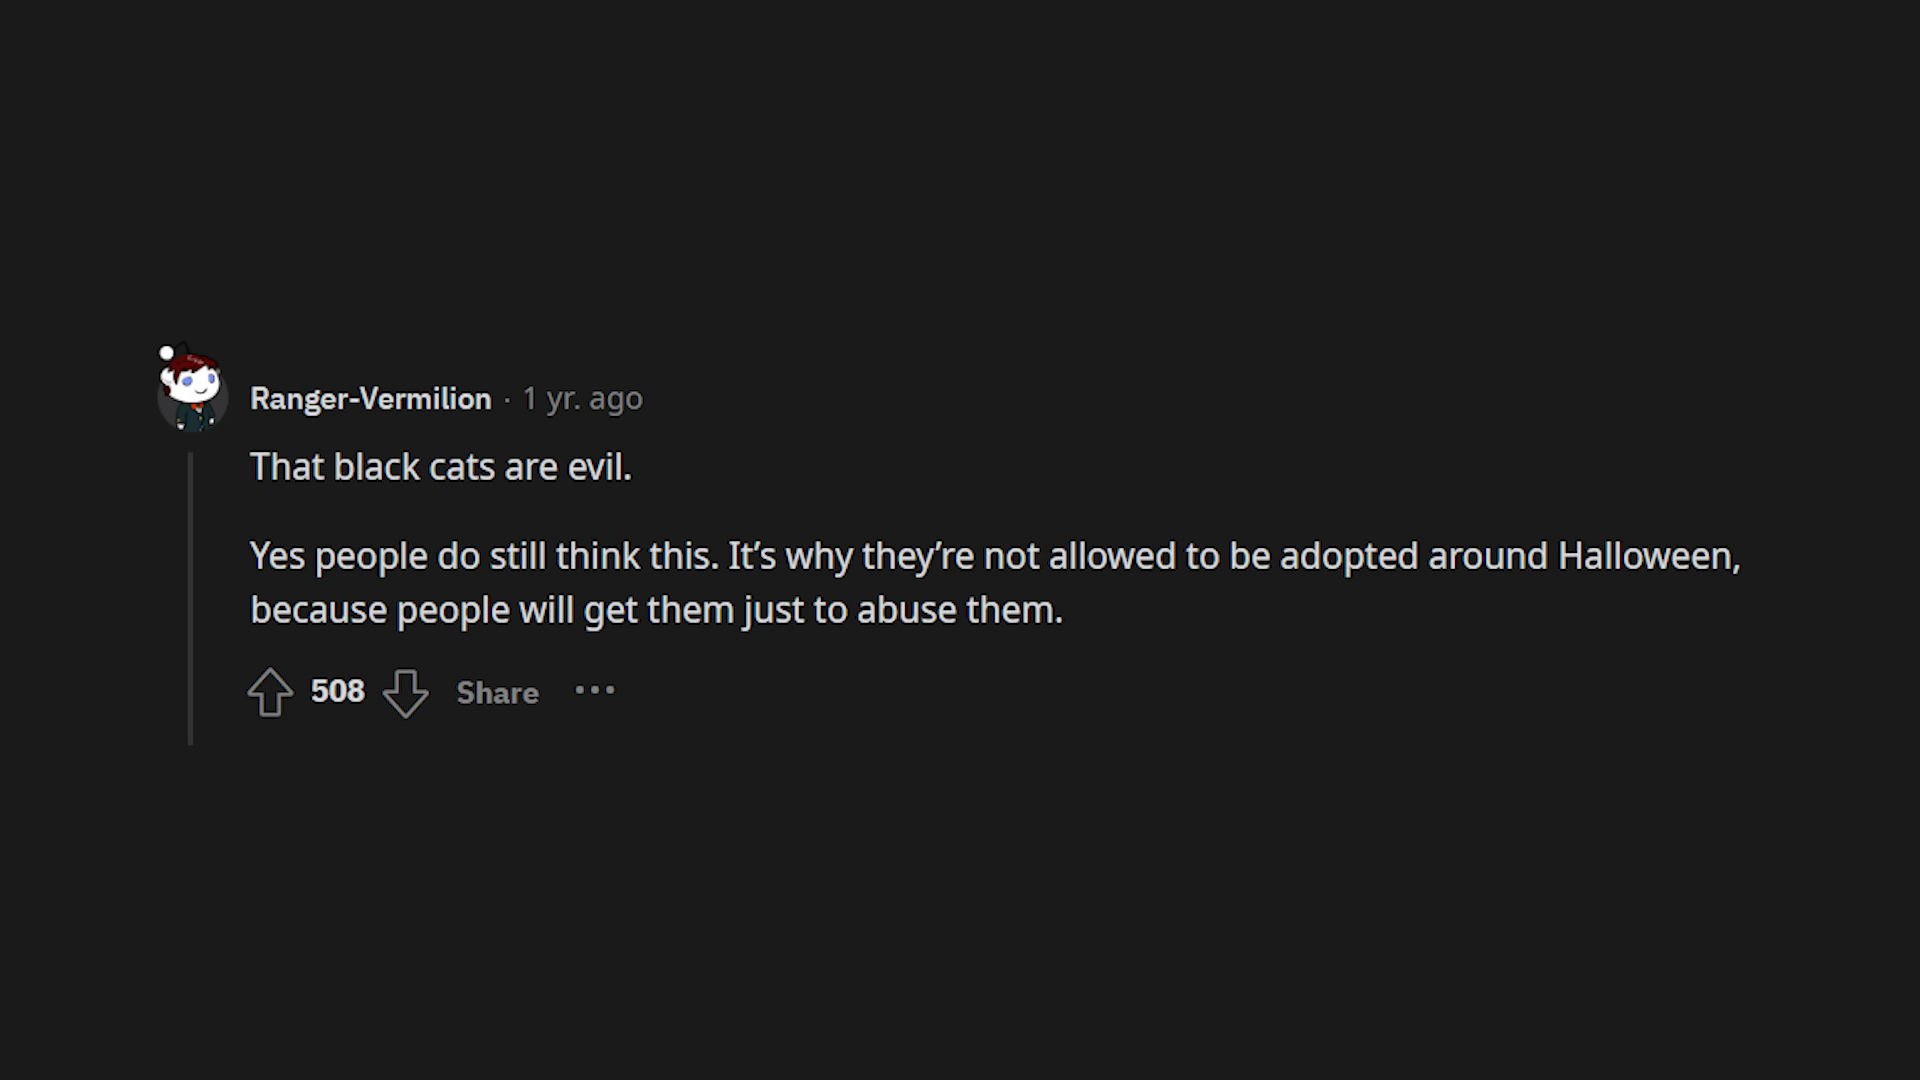 Ranger-Vermilion · 1 yr. ago
That black cats are evil.
Yes people do still think this. It’s why they’re not allowed to be adopted around Halloween,
because people will get them just to abuse them.
508 Share ···